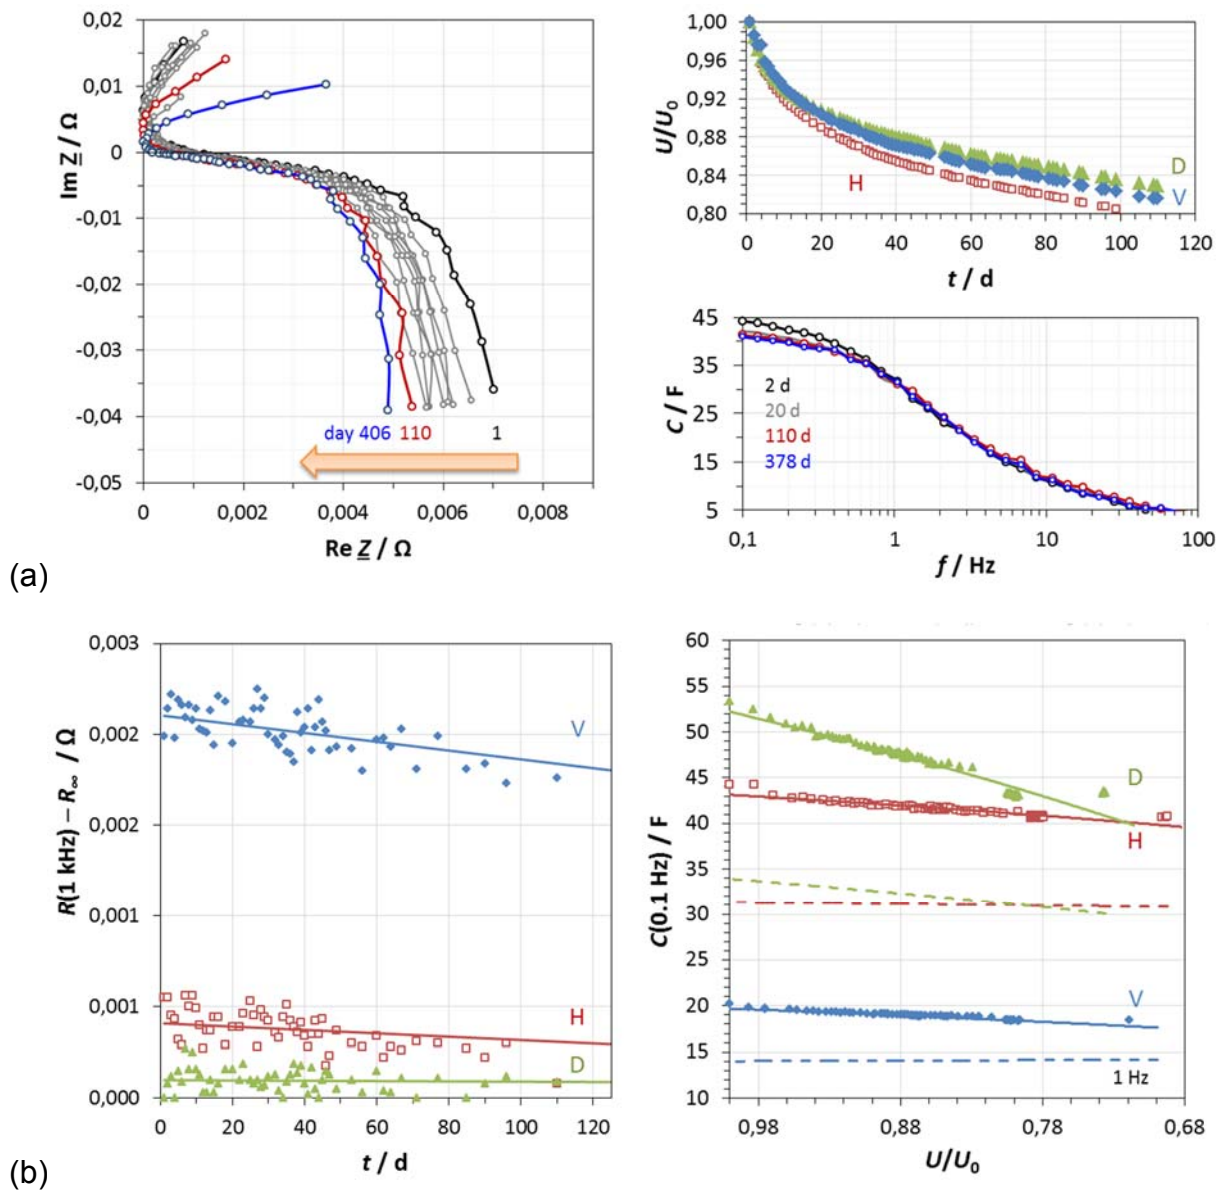 0,02
0,01
0
-0,01
-0,02
-0,03
-0,04
-0,05
Im Z / Ω
day 406 110 1
0 0,002 0,004 0,006 0,008
Re Z / Ω
1,00
0,96
0,92
0,88
0,84
0,80
U/U0
H
D
V
0 20 40 60 80 100 120
t / d
45
35
25
15
5
C / F
2 d
20 d
110 d
378 d
0,1 1 10 100
f / Hz
(a)
0,003
0,002
0,002
0,001
0,001
0,000
R(1 kHz) – R∞ / Ω
V
H
D
0 20 40 60 80 100 120
t / d
60
55
50
45
40
35
30
25
20
15
10
C(0.1 Hz) / F
D
H
V
1 Hz
0,98 0,88 0,78 0,68
U/U0
(b)